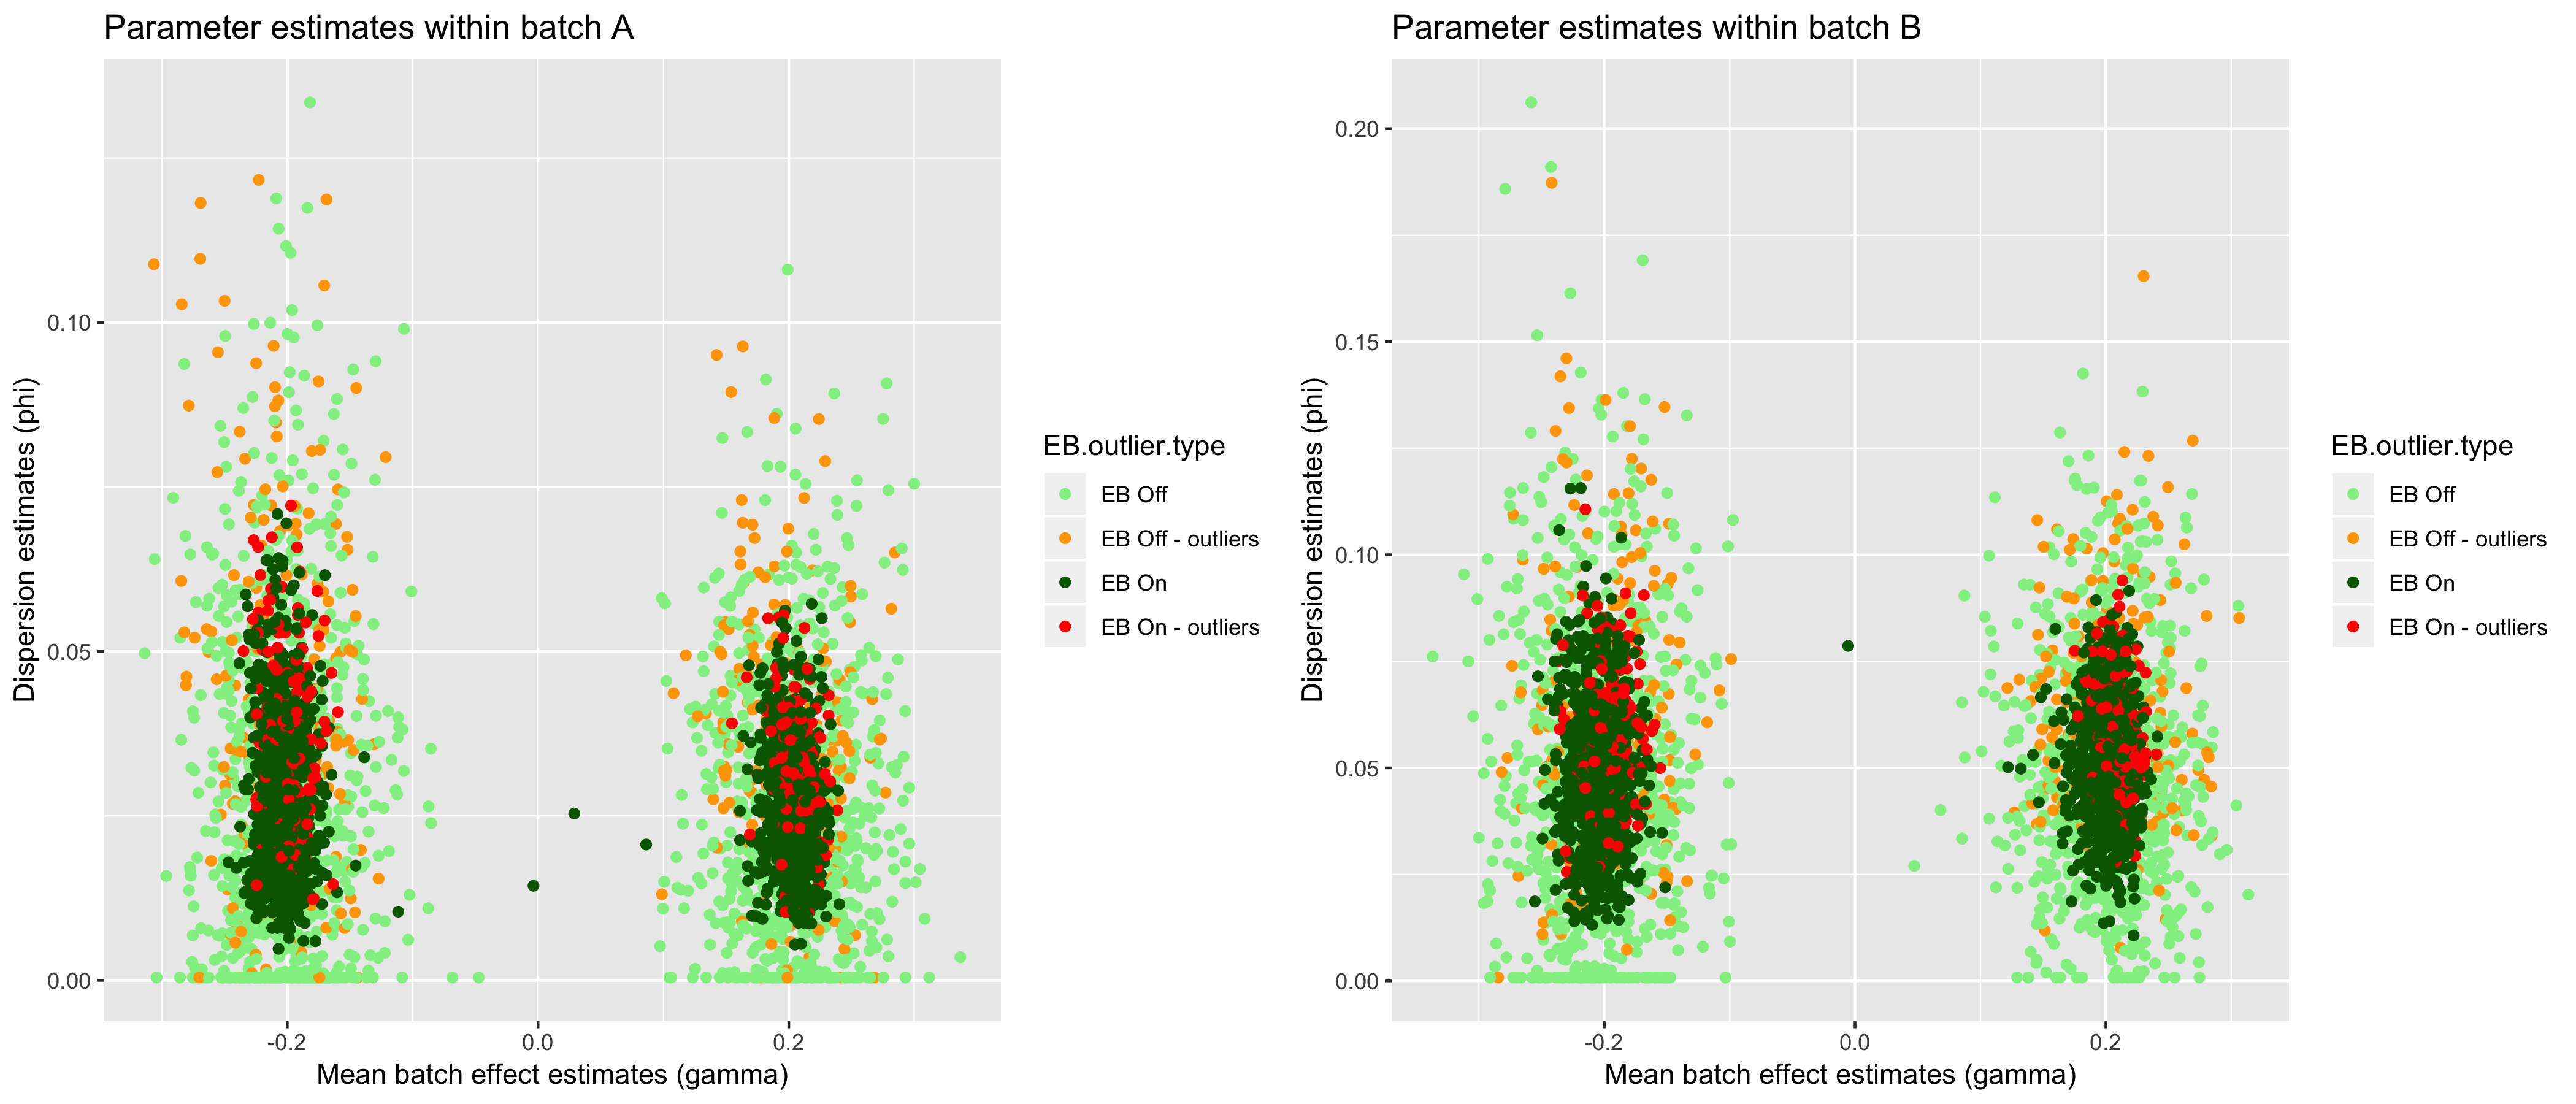 Parameter estimates within batch A
Dispersion estimates (phi)
0.10
0.05
0.00
-0.2
0.0
0.2
Mean batch effect estimates (gamma)
EB.outlier.type
EB Off
EB Off - outliers
EB On
EB On - outliers
Parameter estimates within batch B
Dispersion estimates (phi)
0.20
0.15
0.10
0.05
0.00
-0.2
0.0
0.2
Mean batch effect estimates (gamma)
EB.outlier.type
EB Off
EB Off - outliers
EB On
EB On - outliers